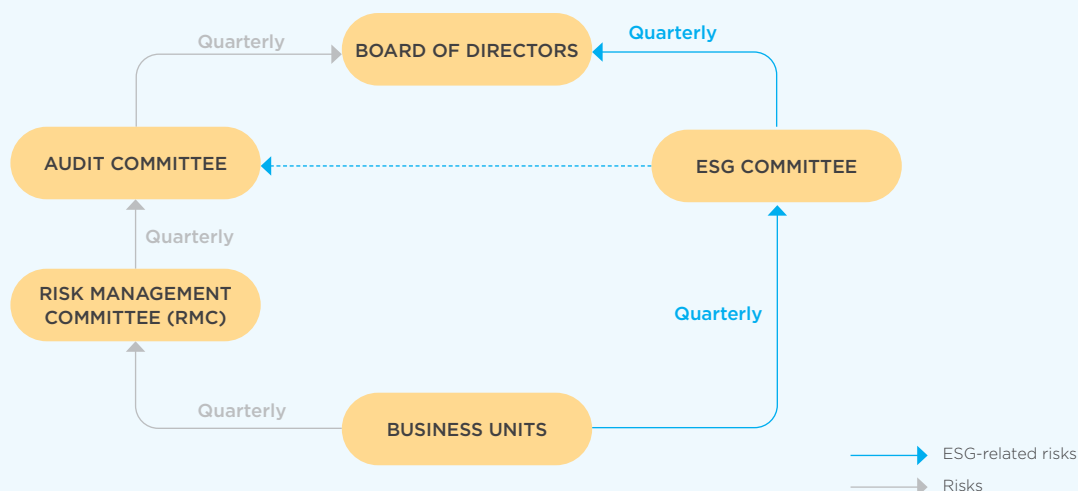 Quarterly
BOARD OF DIRECTORS
Quarterly
AUDIT COMMITTEE
ESG COMMITTEE
Quarterly
RISK MANAGEMENT
COMMITTEE (RMC)
Quarterly
Quarterly
BUSINESS UNITS
ESG-related risks
Risks